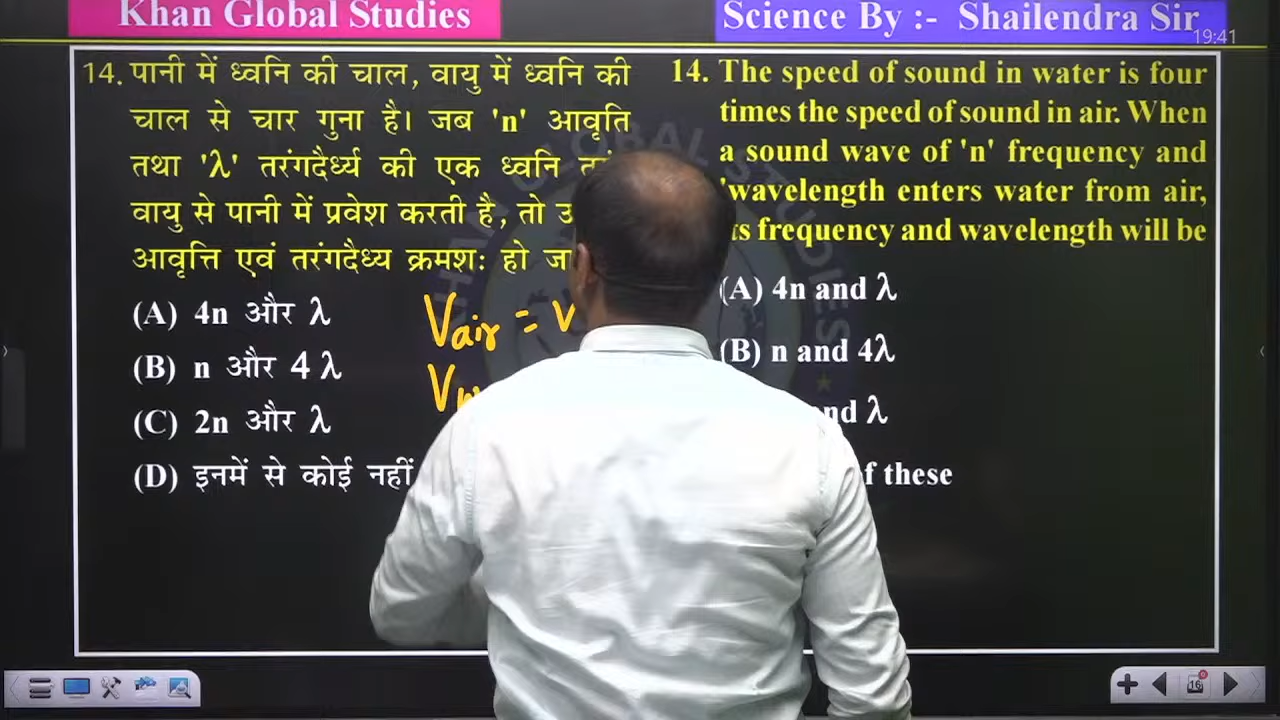 Khan Global Studies
Science By :- Shailendra Sir
19:41
14. पानी में ध्वनि की चाल, वायु में ध्वनि की
चाल से चार गुना है। जब 'n' आवृति
तथा 'λ' तरंगदैर्ध्य की एक ध्वनि
वायु से पानी में प्रवेश करती है, तो
आवृत्ति एवं तरंगदैध्य क्रमशः हो
(A) 4n और λ
(B) n और 4 λ
(C) 2n और λ
(D) इनमें से कोई नहीं
Vair = v
14. The speed of sound in water is four
times the speed of sound in air. When
a sound wave of 'n' frequency and
'wavelength enters water from air,
frequency and wavelength will be
(A) 4n and λ
(B) n and 4λ
λ
these
16